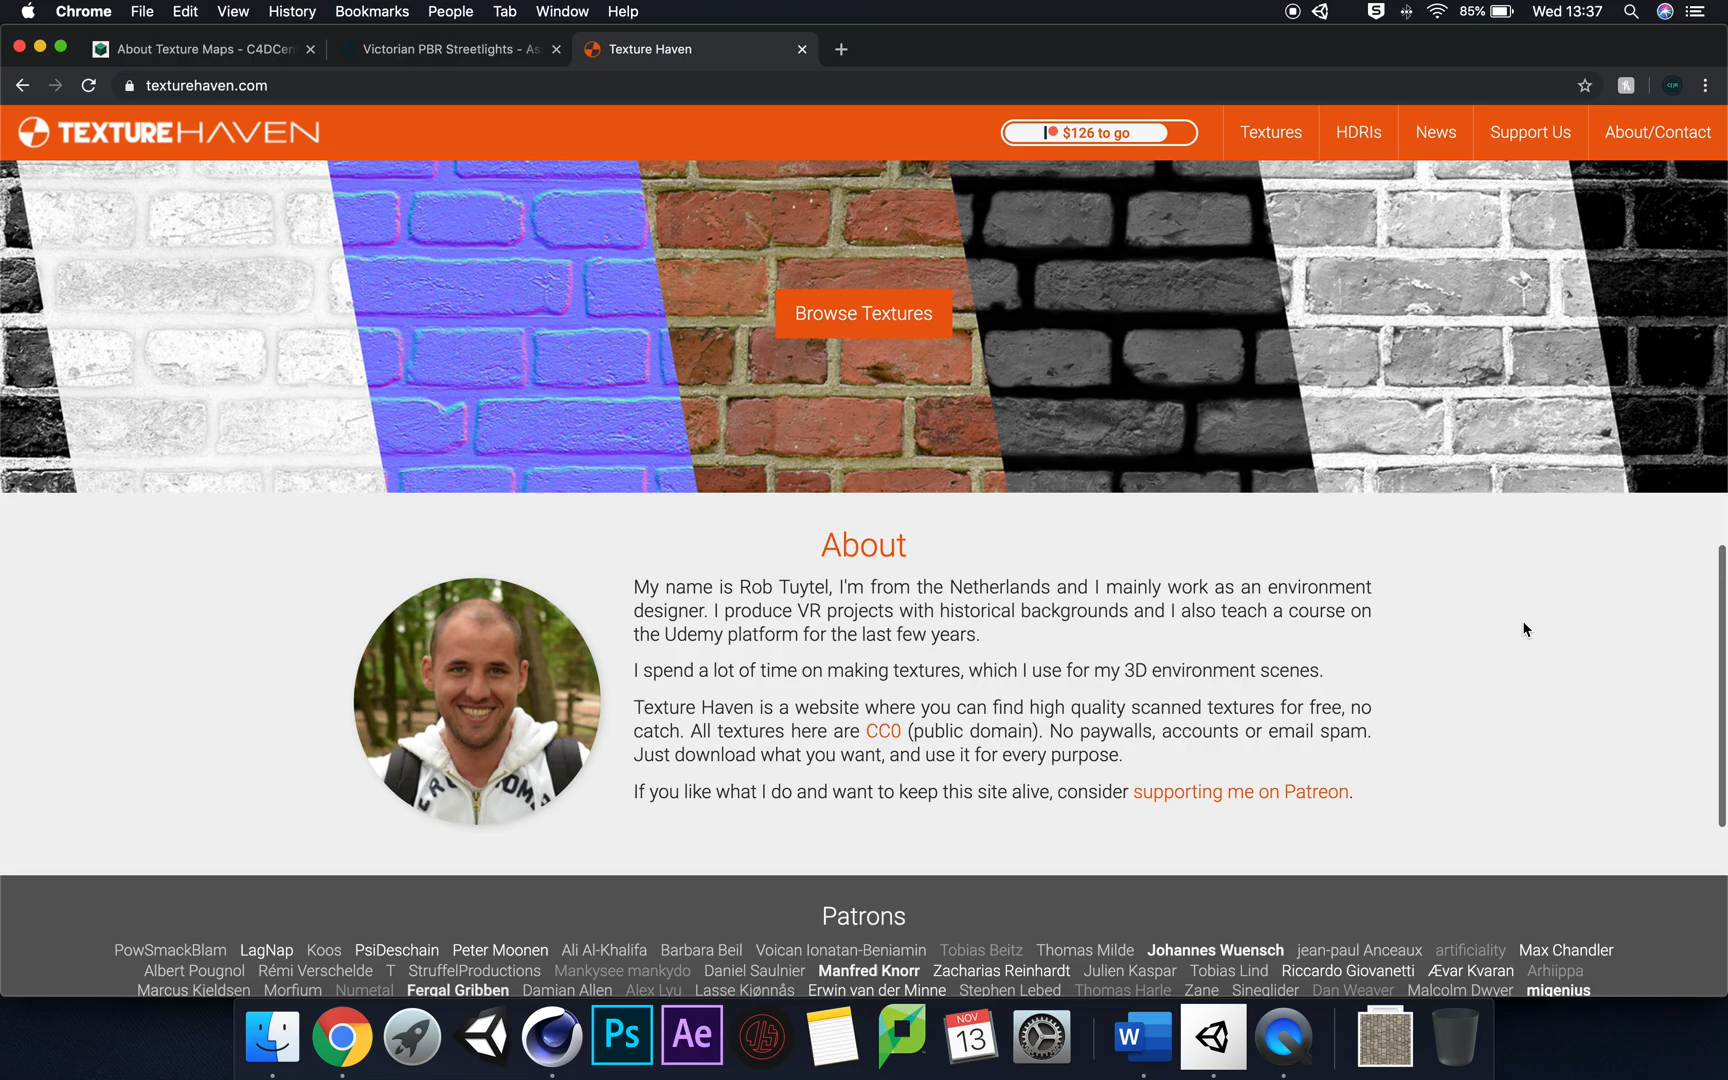 Chrome File Edit View History Bookmarks People Tab Window Help 85% Wed 13:37
About Texture Maps - C4DCen
Victorian PBR Streetlights - As
Texture Haven
texturehaven.com
TEXTURE HAVEN
$126 to go
Textures HDRIs News Support Us About/Contact
Browse Textures
About
My name is Rob Tuytel, I'm from the Netherlands and I mainly work as an environment
designer. I produce VR projects with historical backgrounds and I also teach a course on
the Udemy platform for the last few years.
I spend a lot of time on making textures, which I use for my 3D environment scenes.
Texture Haven is a website where you can find high quality scanned textures for free, no
catch. All textures here are CC0 (public domain). No paywalls, accounts or email spam.
Just download what you want, and use it for every purpose.
If you like what I do and want to keep this site alive, consider supporting me on Patreon.
Patrons
PowSmackBlam LagNap Koos PsiDeschain Peter Moonen Ali Al-Khalifa Barbara Beil Voican Ionatan-Beniamin Tobias Beitz Thomas Milde Johannes Wuensch jean-paul Anceaux artificiality Max Chandler
Albert Pougnol Rémi Verschelde T StruffelProductions Mankysee mankydo Daniel Saulnier Manfred Knorr Zacharias Reinhardt Julien Kaspar Tobias Lind Riccardo Giovanetti Ævar Kvaran Arhiippa
Marcus Kjeldsen Morfium Numetal Fergal Gribben Damian Allen Alex Lyu Lasse Kjønnås Erwin van der Minne Stephen Lebed Thomas Harle Zane Sineglider Dan Weaver Malcolm Dwyer migenius
Ps
Ae
NOV
13
W